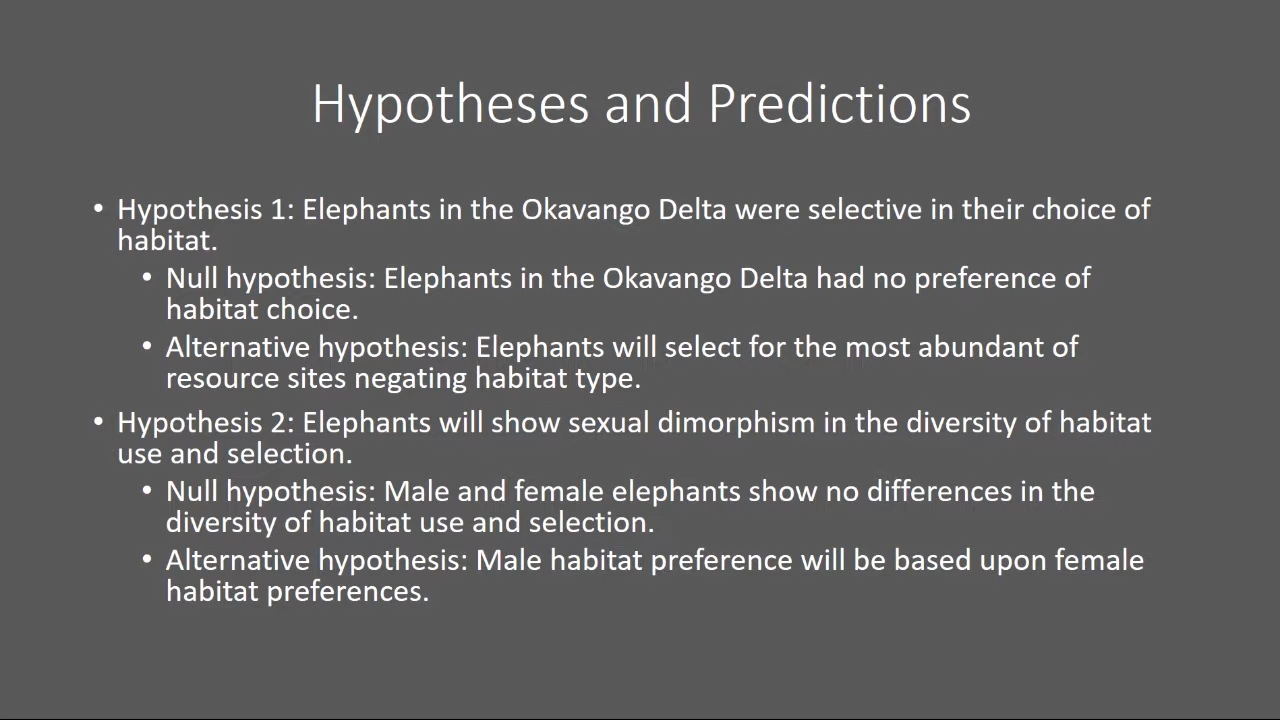 Hypotheses and Predictions
• Hypothesis 1: Elephants in the Okavango Delta were selective in their choice of
habitat.
• Null hypothesis: Elephants in the Okavango Delta had no preference of
habitat choice.
• Alternative hypothesis: Elephants will select for the most abundant of
resource sites negating habitat type.
• Hypothesis 2: Elephants will show sexual dimorphism in the diversity of habitat
use and selection.
• Null hypothesis: Male and female elephants show no differences in the
diversity of habitat use and selection.
• Alternative hypothesis: Male habitat preference will be based upon female
habitat preferences.